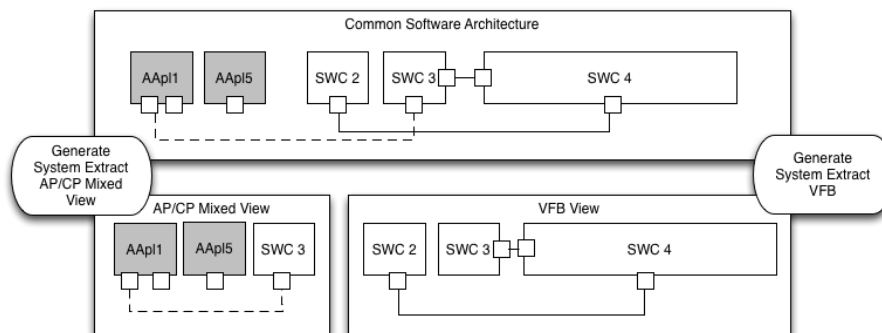 Common Software Architecture
AApl1
AApl5
SWC 2
SWC 3
SWC 4
Generate
System Extract
AP/CP Mixed
View
Generate
System Extract
VFB
AP/CP Mixed View
AApl1
AApl5
SWC 3
VFB View
SWC 2
SWC 3
SWC 4